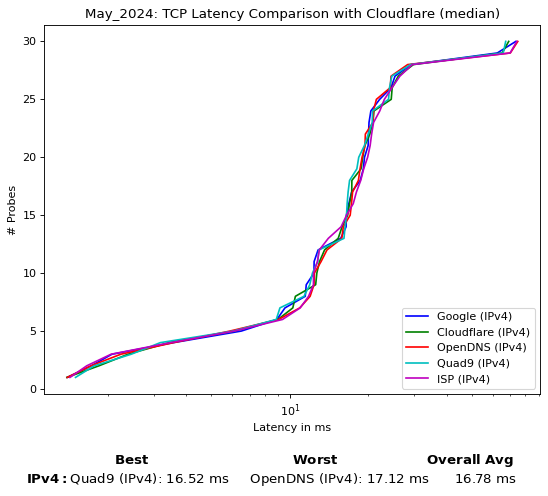 May_2024: TCP Latency Comparison with Cloudflare (median)
30
25
20
15
10
5
0
# Probes
10^1
Latency in ms
Google (IPv4)
Cloudflare (IPv4)
OpenDNS (IPv4)
Quad9 (IPv4)
ISP (IPv4)
Best Worst Overall Avg
IPv4: Quad9 (IPv4): 16.52 ms OpenDNS (IPv4): 17.12 ms 16.78 ms